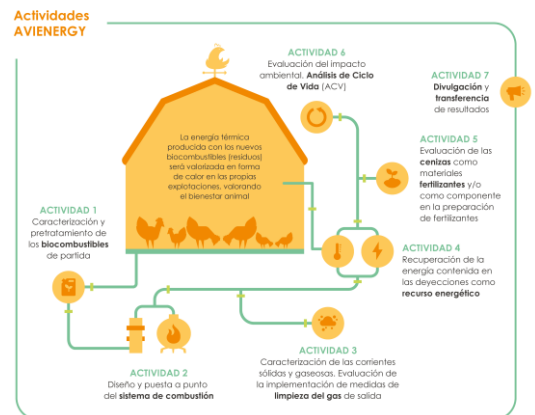 Actividades
AVIENERGY
ACTIVIDAD 6
Evaluación del impacto
ambiental. Análisis de Ciclo
de Vida (ACV)
ACTIVIDAD 7
Divulgación y
transferencia
de resultados
La energía térmica
producida con los nuevos
biocombustibles (residuos)
será valorizada en forma
de calor en las propias
explotaciones, valorando
el bienestar animal
ACTIVIDAD 5
Evaluación de las
cenizas como
materiales
fertilizantes y/o
como componente
en la preparación
de fertilizantes
ACTIVIDAD 1
Caracterización y
pretratamiento de
los biocombustibles
de partida
ACTIVIDAD 4
Recuperación de la
energía contenida en
las deyecciones como
recurso energético
ACTIVIDAD 2
Diseño y puesta a punto
del sistema de combustión
ACTIVIDAD 3
Caracterización de las corrientes
sólidas y gaseosas. Evaluación de
la implementación de medidas de
limpieza del gas de salida